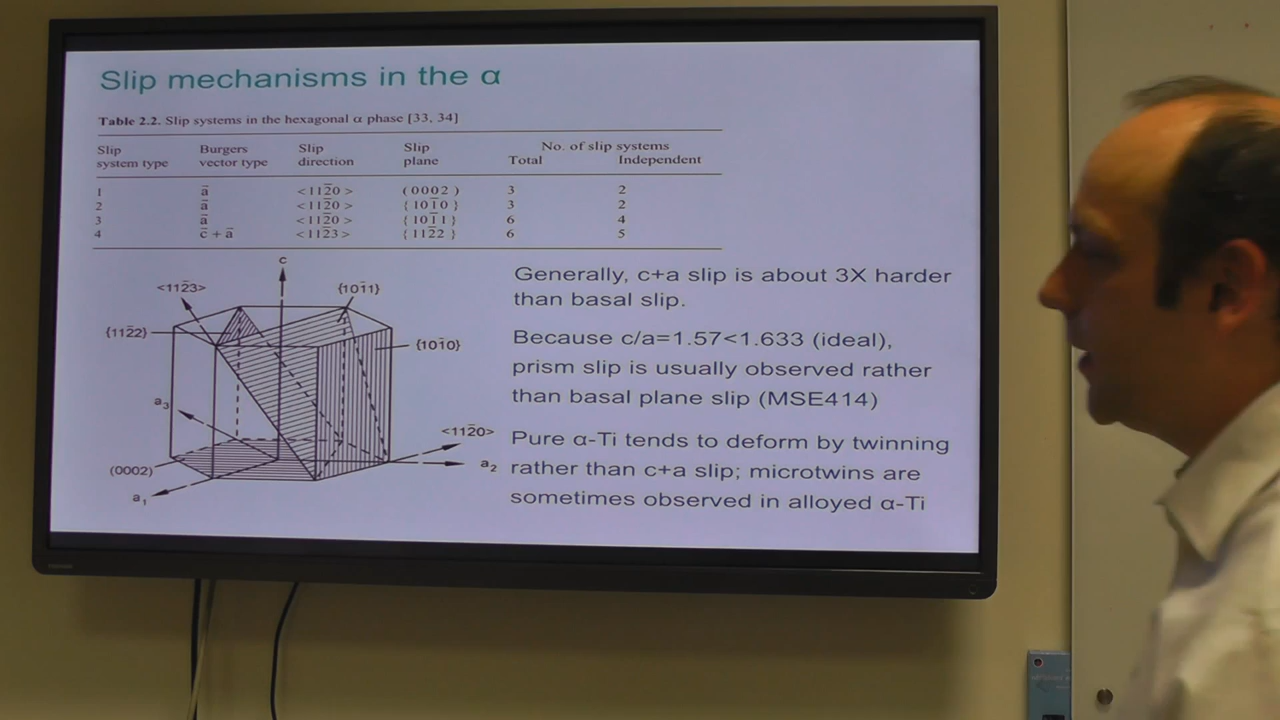 Slip mechanisms in the α
Table 2.2. Slip systems in the hexagonal α phase [33, 34]
Slip system type Burgers vector type Slip direction Slip plane No. of slip systems
Total Independent
1 a̅ <112̅0> (0002) 3 2
2 a̅ <112̅0> {101̅0} 3 2
3 a̅ <112̅0> {101̅1} 6 4
4 c̅ + a̅ <112̅3> {112̅2} 6 5
c
<112̅3>
{101̅1}
{112̅2}
{101̅0}
a₃
<112̅0>
(0002)
a₂
a₁
Generally, c+a slip is about 3X harder
than basal slip.
Because c/a=1.57<1.633 (ideal),
prism slip is usually observed rather
than basal plane slip (MSE414)
Pure α-Ti tends to deform by twinning
rather than c+a slip; microtwins are
sometimes observed in alloyed α-Ti